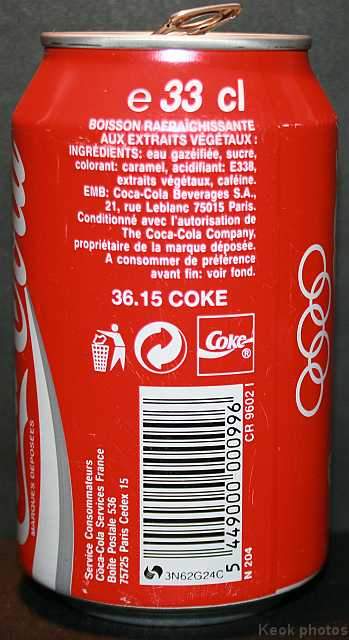 e 33 cl
BOISSON RAFRAÎCHISSANTE
AUX EXTRAITS VÉGÉTAUX :
INGRÉDIENTS: eau gazéifiée, sucre,
colorant: caramel, acidifiant: E338,
extraits végétaux, caféine.
EMB: Coca-Cola Beverages S.A.,
21, rue Leblanc 75015 Paris.
Conditionné avec l'autorisation de
The Coca-Cola Company,
propriétaire de la marque déposée.
A consommer de préférence
avant fin: voir fond.
36.15 COKE
Coke
®
MARQUES DÉPOSÉES
Service Consommateurs
Coca-Cola Services France
Boîte Postale 536
75725 Paris Cedex 15
3N62G24C
5 449000 000996
CR 9602 I
N 204
Keok photos